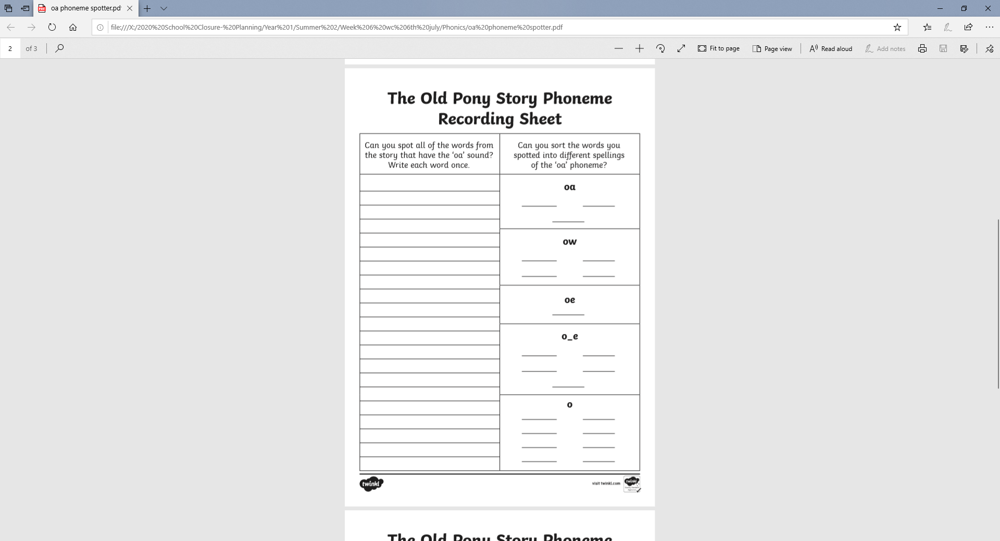 oa phoneme spotter.pdf
file:///X:/2020%20School%20Closure-%20Planning/Year%201/Summer%202/Week%206%20wc%206th%20july/Phonics/oa%20phoneme%20spotter.pdf
2 of 3 Fit to page Page view Read aloud Add notes
The Old Pony Story Phoneme
Recording Sheet
Can you spot all of the words from
the story that have the ‘oa’ sound?
Write each word once.
Can you sort the words you
spotted into different spellings
of the ‘oa’ phoneme?
oa
ow
oe
o_e
o
twinkl
visit twinkl.com
twinkl
The Old Pony Story Phoneme